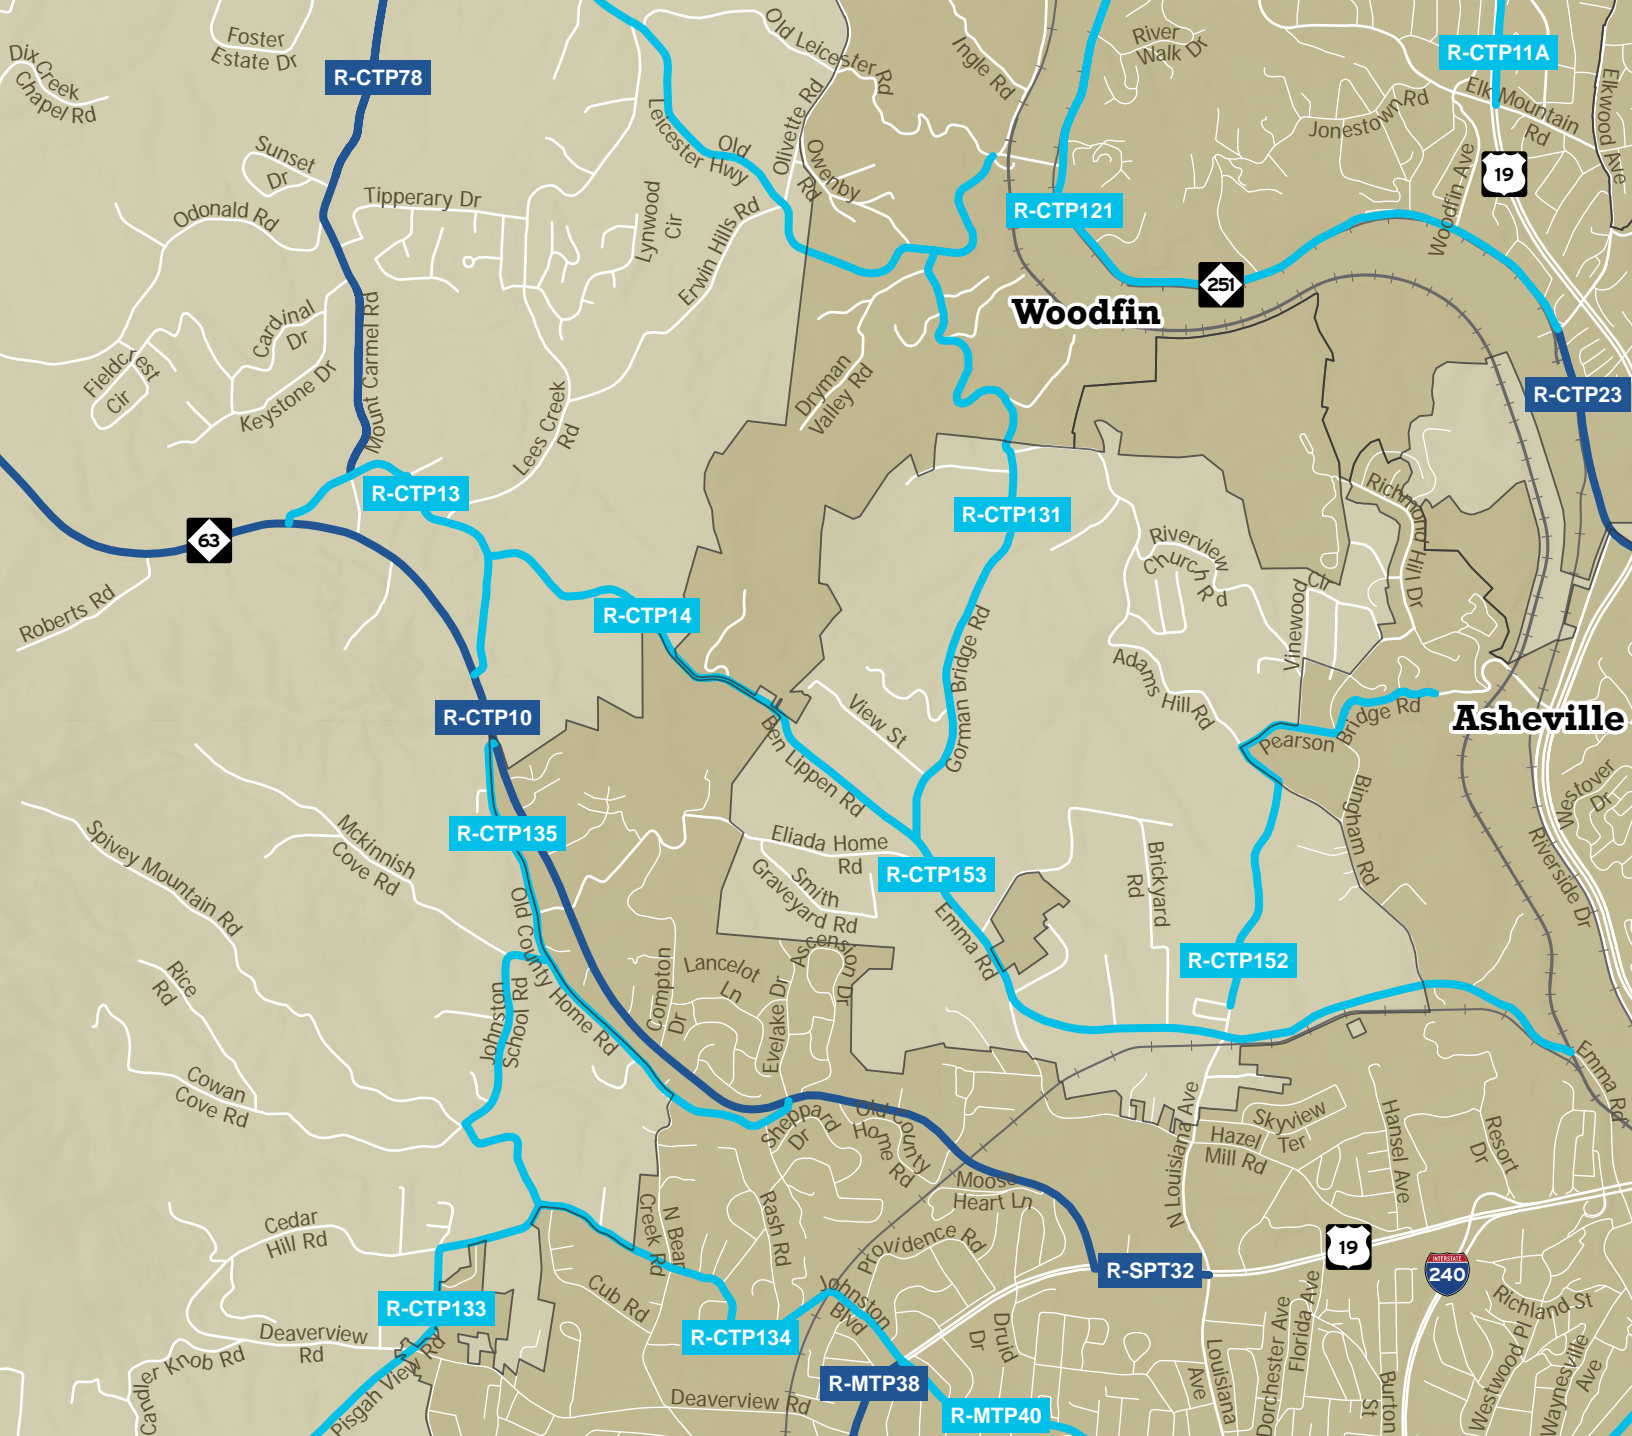 Foster
Estate Dr
Dix Creek
Chapel Rd
R-CTP78
Old Leicester Rd
Ingle Rd
River
Walk Dr
R-CTP11A
Elk Mountain
Rd
Elkwood Ave
Jonestown Rd
19
Woodfin Ave
Old
Leicester Hwy
Olivette Rd
Owenby
Rd
Sunset
Dr
Tipperary Dr
Odonald Rd
Lynwood
Cir
Erwin Hills Rd
R-CTP121
251
Woodfin
Cardinal
Dr
Mount Carmel Rd
Fieldcrest
Cir
Keystone Dr
Dryman
Valley Rd
Lees Creek
Rd
R-CTP23
R-CTP13
R-CTP131
Richmond
Hill Dr
63
Riverview
Church Rd
Vinewood
Cir
Roberts Rd
R-CTP14
Gorman Bridge Rd
Adams Hill Rd
R-CTP10
View St
Ben Lippen Rd
Pearson
Bridge Rd
Asheville
Westover
Dr
Bingham Rd
Riverside Dr
R-CTP135
Mckinnish
Cove Rd
Spivey Mountain Rd
Eliada Home
Rd
Smith
Graveyard Rd
R-CTP153
Brickyard
Rd
Old County Home Rd
Emma Rd
R-CTP152
Ascension
Dr
Lancelot
Ln
Compton
Dr
Evelake Dr
Rice
Rd
Johnston
School Rd
Cowan
Cove Rd
Emma Rd
Sheppard
Dr
Old County
Home Rd
Skyview
Ter
Hazel
Mill Rd
Hansel Ave
Resort
Dr
N Louisiana Ave
Moose
Heart Ln
Cedar
Hill Rd
N Bear
Creek Rd
Rash Rd
Providence Rd
R-SPT32
19
INTERSTATE
240
Cub Rd
Johnston
Blvd
R-CTP133
R-CTP134
Druid
Dr
Richland St
Deaverview
Rd
Candler Knob Rd
Pisgah View Rd
R-MTP38
Deaverview Rd
R-MTP40
Louisiana
Ave
Dorchester Ave
Florida Ave
Burton
St
Westwood Pl
Waynesville
Ave